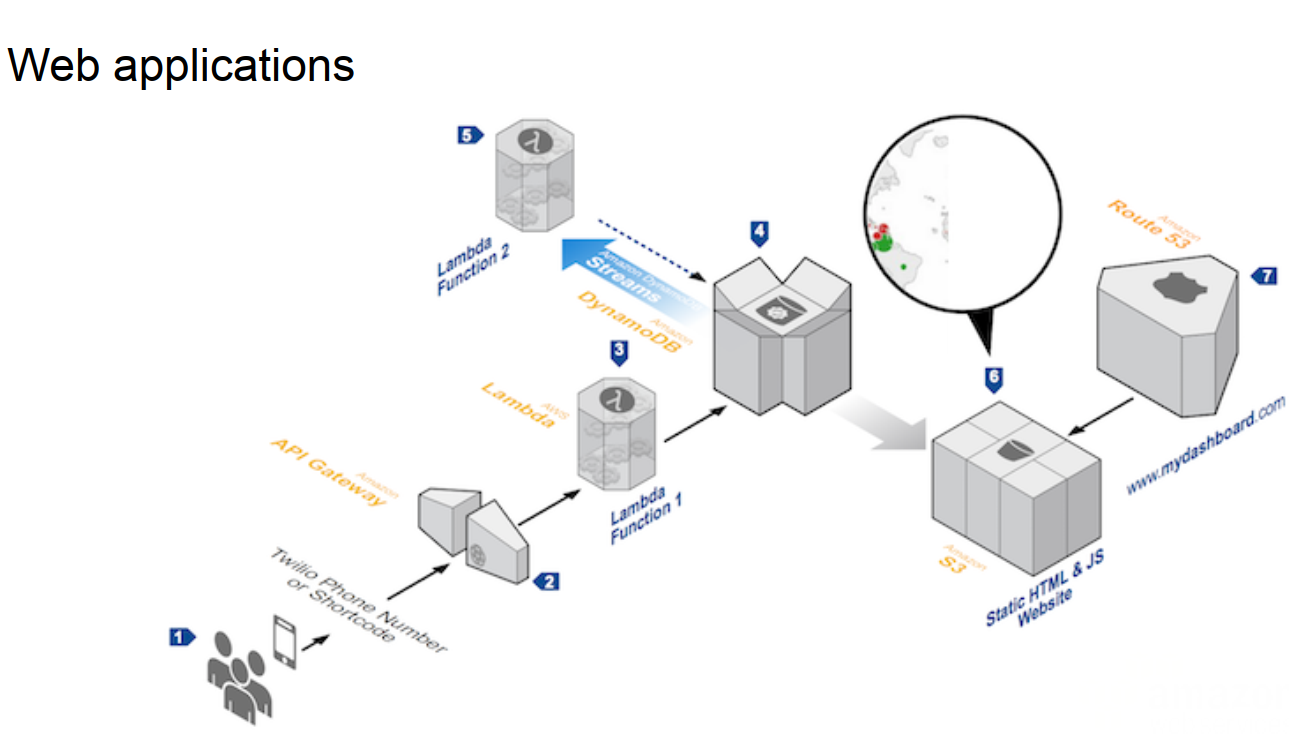 Web applications
5
λ
Lambda
Function 2
Amazon DynamoDB
Streams
4
Amazon
DynamoDB
3
λ
AWS
Lambda
Lambda
Function 1
Amazon
API Gateway
2
Twilio Phone Number
or Shortcode
1
6
Amazon
S3
Static HTML & JS
Website
Amazon
Route 53
7
www.mydashboard.com